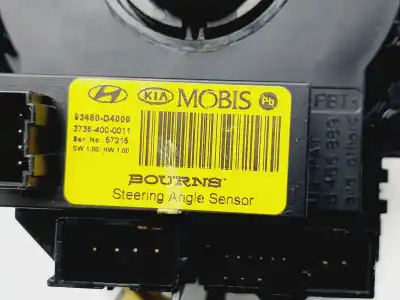 KIA MOBIS Pb
93480-D4000
3735-400-0011
Ser No: 57215
SW 1.00; HW 1.00
BOURNS
Steering Angle Sensor